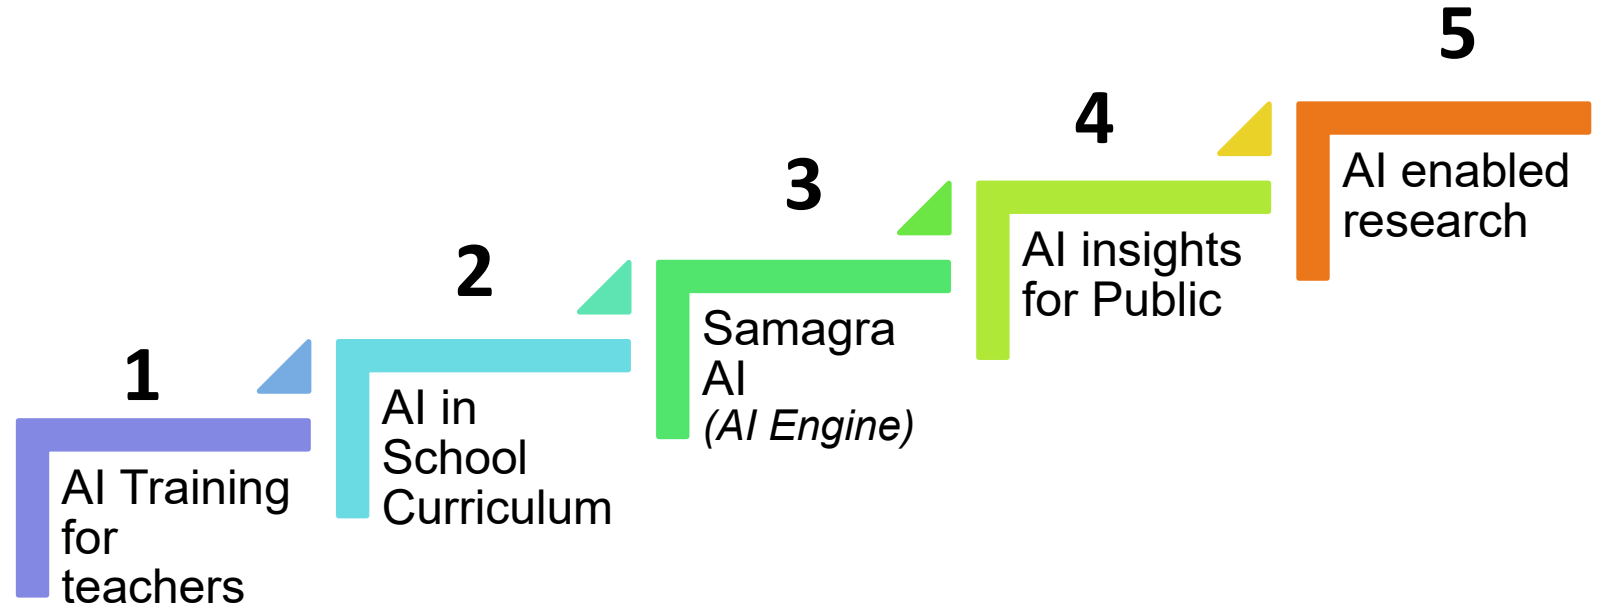 1
AI Training
for
teachers
2
AI in
School
Curriculum
3
Samagra
AI
(AI Engine)
4
AI insights
for Public
5
AI enabled
research